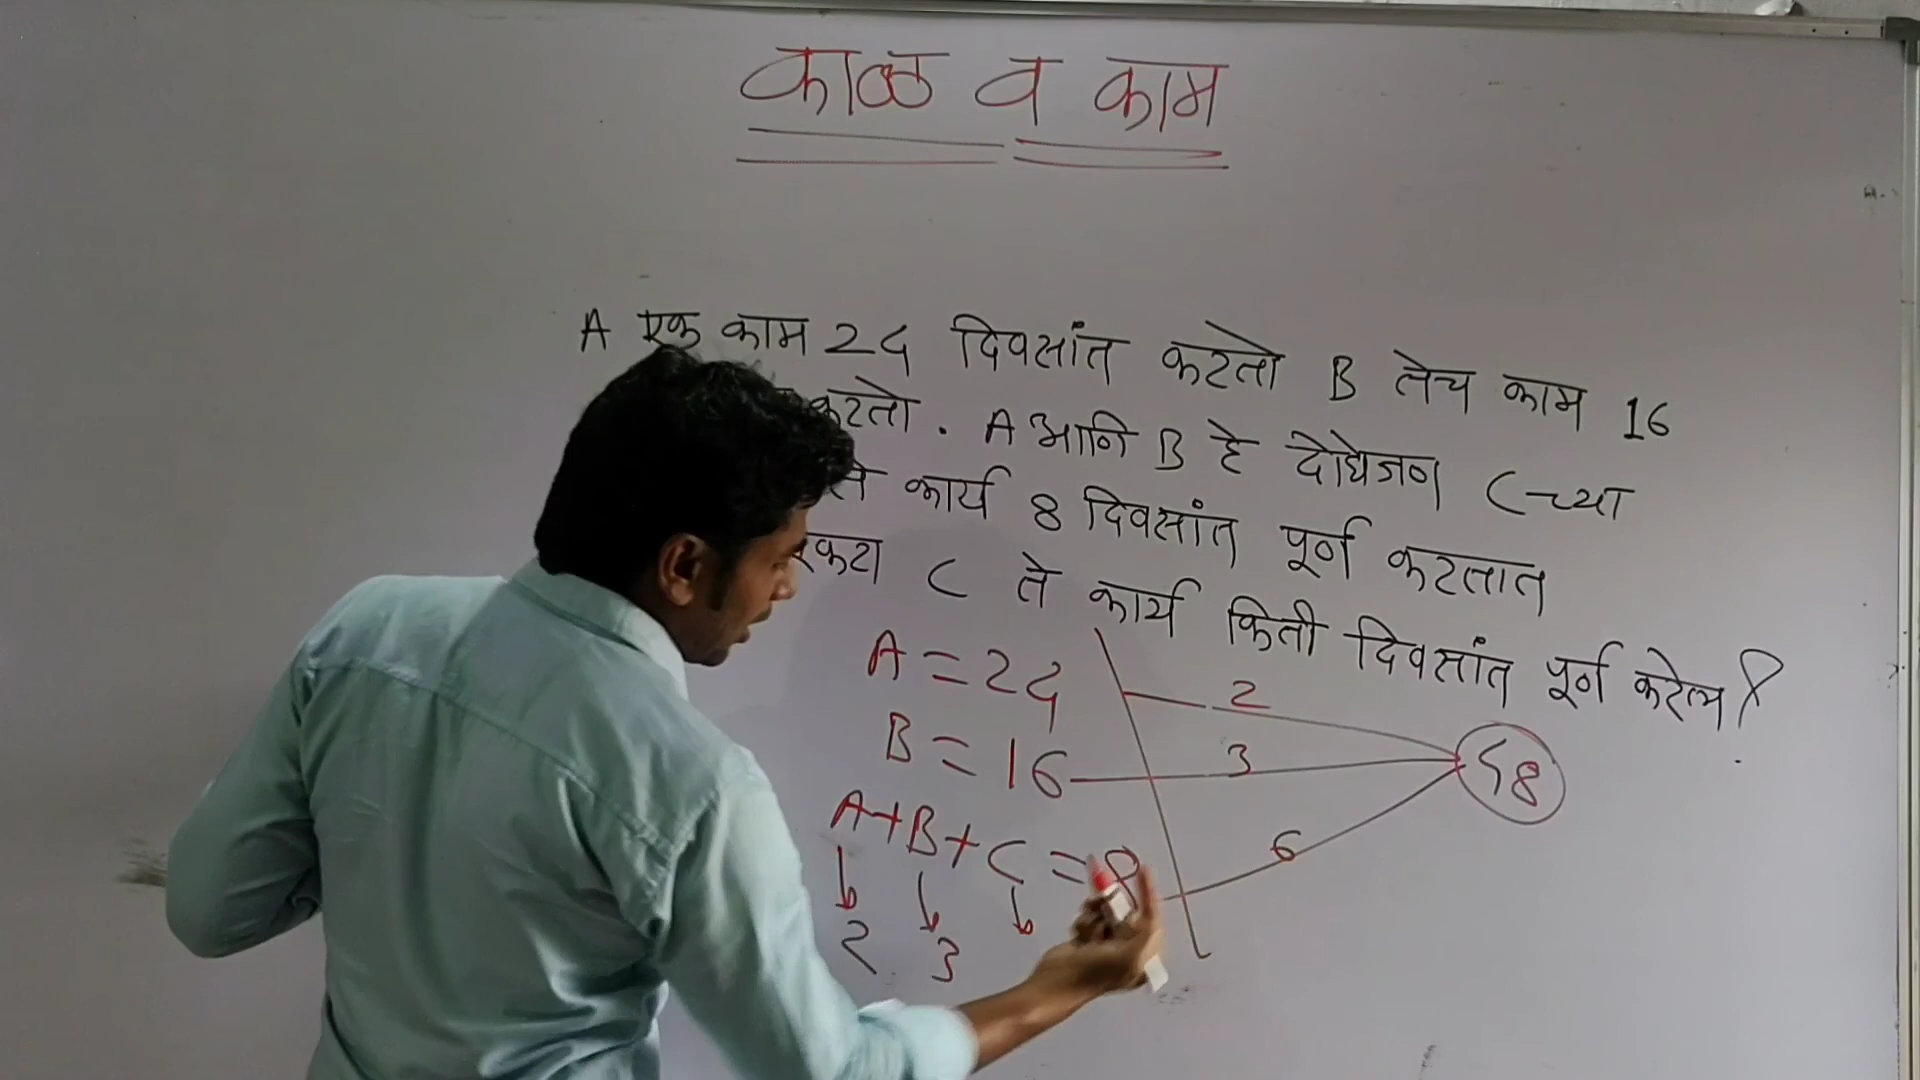 काळ व काम
A एक काम 24 दिवसांत करतो B तेच काम 16
करतो. A आणि B हे दोघेजण C च्या
ते कार्य 8 दिवसांत पूर्ण करतात
एकटा C ते कार्य किती दिवसांत पूर्ण करेल?
A = 24
2
B = 16
3
48
A+B+C = 8
6
2 3